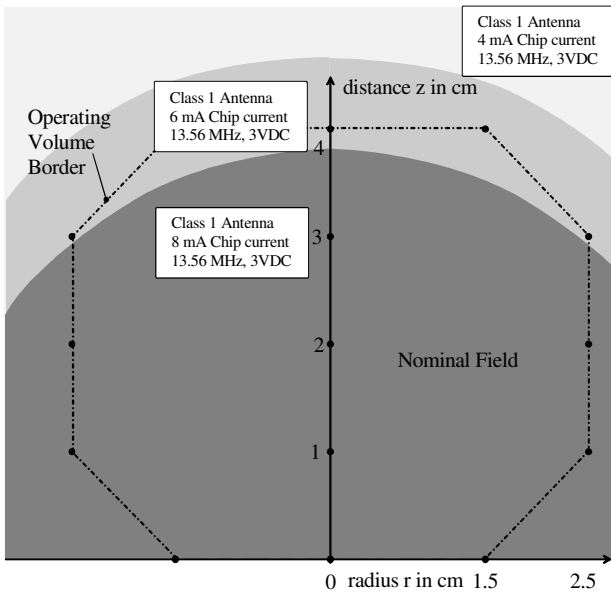 Class 1 Antenna
4 mA Chip current
13.56 MHz, 3VDC
distance z in cm
Class 1 Antenna
6 mA Chip current
13.56 MHz, 3VDC
Operating
Volume
Border
4
Class 1 Antenna
8 mA Chip current
13.56 MHz, 3VDC
3
2
Nominal Field
1
0 radius r in cm 1.5 2.5